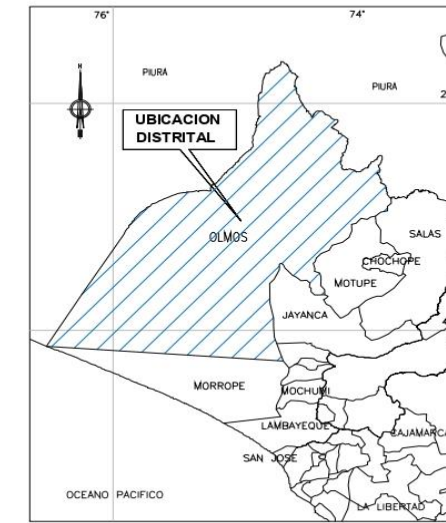 76°
74°
N
PIURA
PIURA
2
UBICACION
DISTRITAL
OLMOS
SALAS
CHOCHOPE
MOTUPE
JAYANCA
MORROPE
MOCHUMI
LAMBAYEQUE
CAJAMARCA
SAN JOSE
OCEANO PACIFICO
LA LIBERTAD